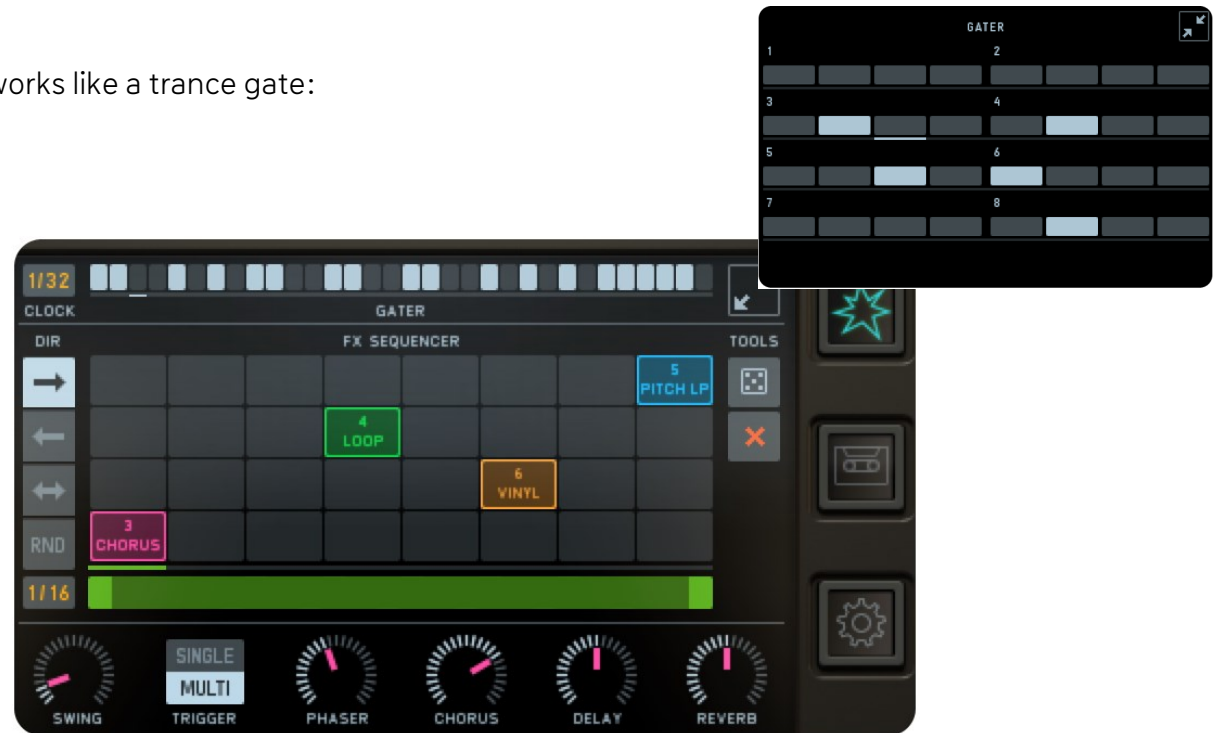 GATER
1 2
works like a trance gate:
3 4
5 6
7 8
1/32
CLOCK GATER
DIR FX SEQUENCER TOOLS
5
PITCH LP
4
LOOP
6
VINYL
3
RND CHORUS
1/16
SINGLE
MULTI
SWING TRIGGER PHASER CHORUS DELAY REVERB